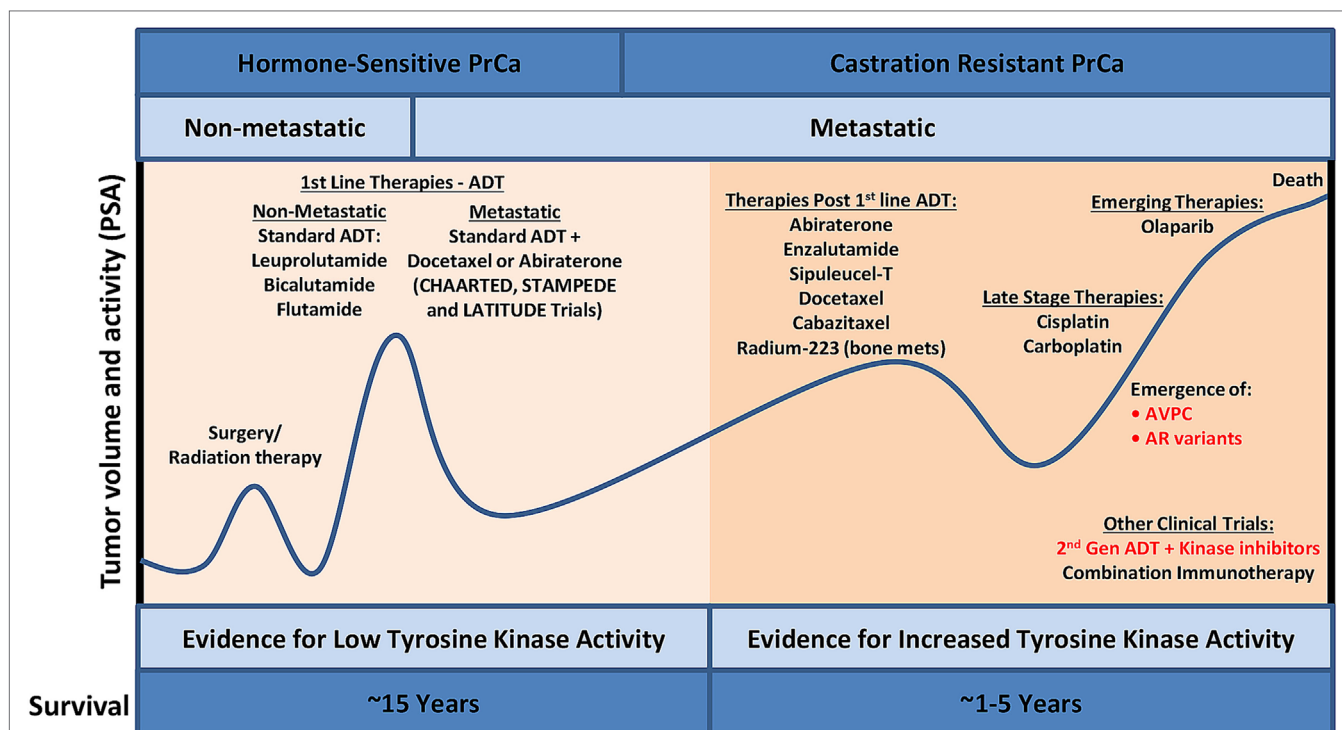 Hormone-Sensitive PrCa
Castration Resistant PrCa
Non-metastatic
Metastatic
Tumor volume and activity (PSA)
1st Line Therapies - ADT
Non-Metastatic
Standard ADT:
Leuprolutamide
Bicalutamide
Flutamide
Metastatic
Standard ADT +
Docetaxel or Abiraterone
(CHAARTED, STAMPEDE
and LATITUDE Trials)
Surgery/
Radiation therapy
Therapies Post 1st line ADT:
Abiraterone
Enzalutamide
Sipuleucel-T
Docetaxel
Cabazitaxel
Radium-223 (bone mets)
Late Stage Therapies:
Cisplatin
Carboplatin
Emerging Therapies:
Olaparib
Death
Emergence of:
• AVPC
• AR variants
Other Clinical Trials:
2nd Gen ADT + Kinase inhibitors
Combination Immunotherapy
Evidence for Low Tyrosine Kinase Activity
Evidence for Increased Tyrosine Kinase Activity
Survival
~15 Years
~1-5 Years